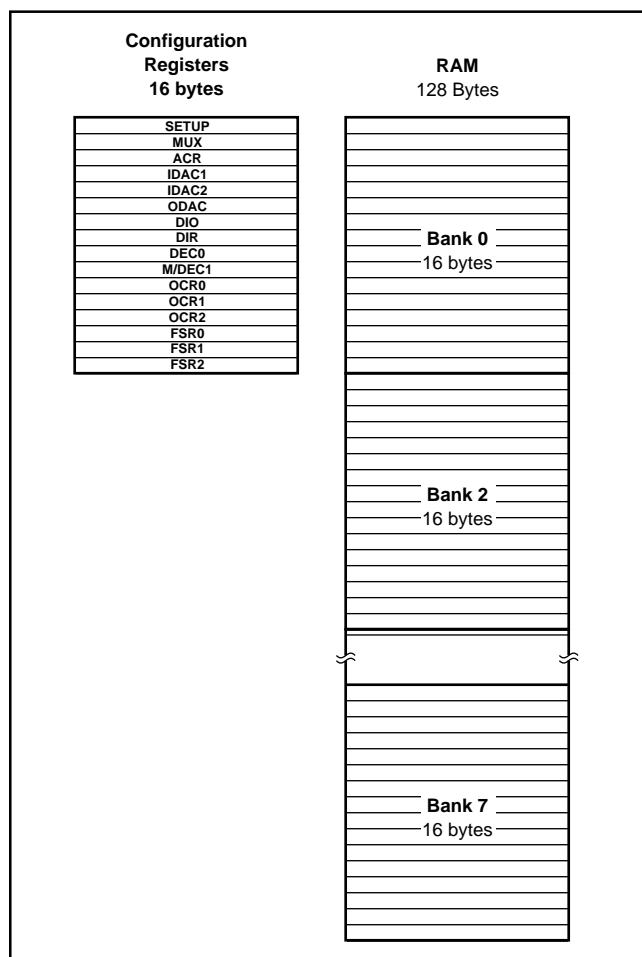 Configuration
Registers
16 bytes
SETUP
MUX
ACR
IDAC1
IDAC2
ODAC
DIO
DIR
DEC0
M/DEC1
OCR0
OCR1
OCR2
FSR0
FSR1
FSR2
RAM
128 Bytes
Bank 0
16 bytes
Bank 2
16 bytes
Bank 7
16 bytes